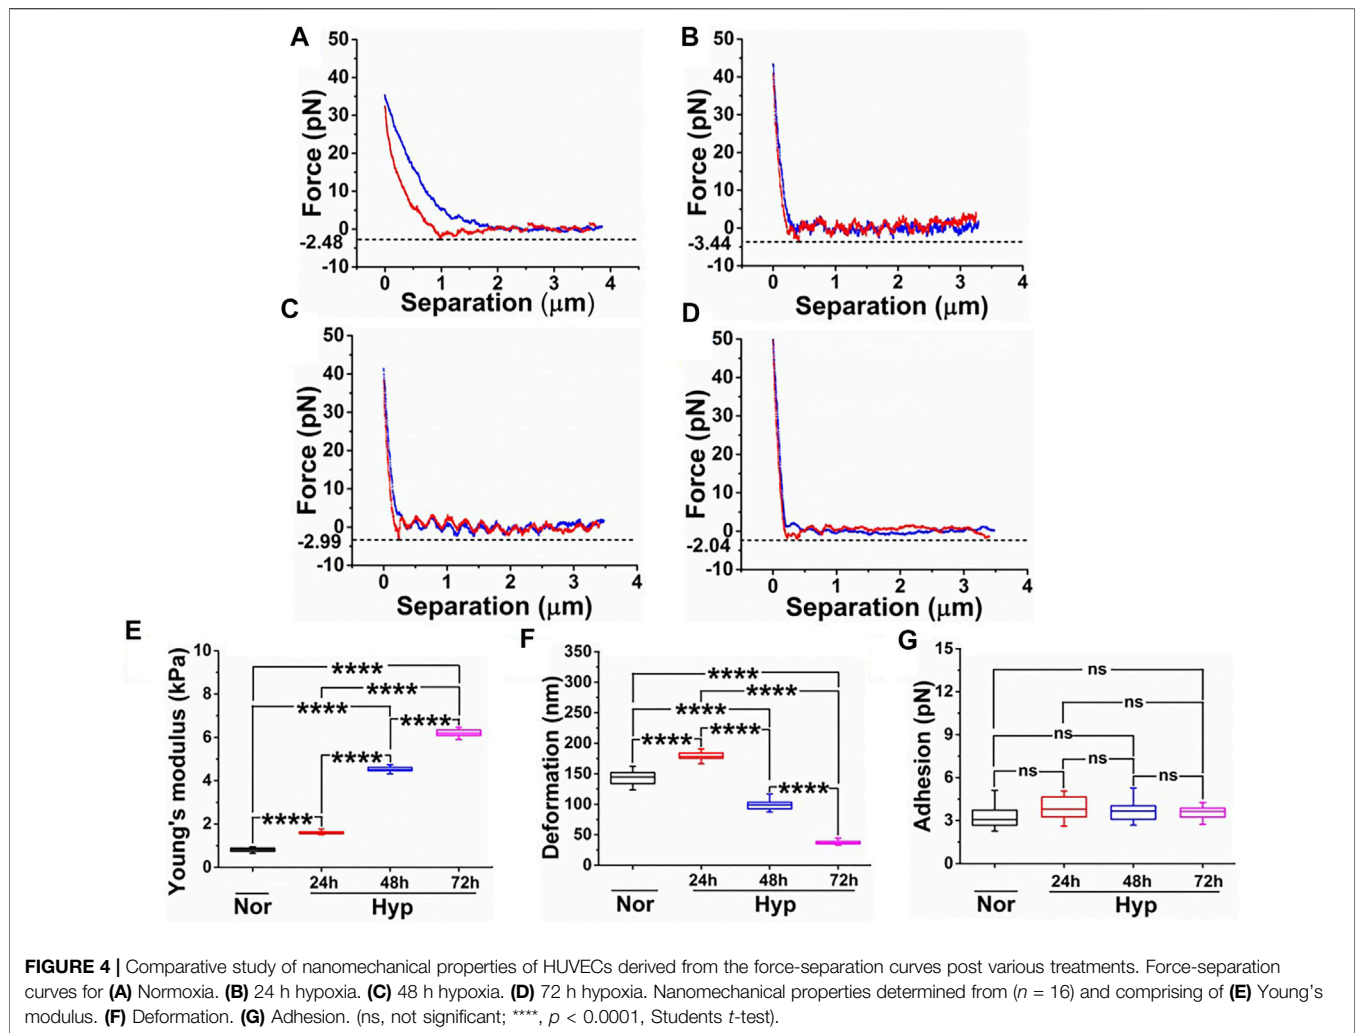 A
Force (pN)
50
40
30
20
10
0
-2.48
-10
0 1 2 3 4
Separation (μm)
B
Force (pN)
50
40
30
20
10
0
-3.44
-10
0 1 2 3 4
Separation (μm)
C
Force (pN)
50
40
30
20
10
0
-2.99
-10
0 1 2 3 4
Separation (μm)
D
Force (pN)
50
40
30
20
10
0
-2.04
-10
0 1 2 3 4
Separation (μm)
E
Young's modulus (kPa)
10
8
6
4
2
0
****
****
****
****
****
****
24h 48h 72h
Nor Hyp
F
Deformation (nm)
350
300
250
200
150
100
50
0
****
****
****
****
****
****
24h 48h 72h
Nor Hyp
G
Adhesion (pN)
15
12
9
6
3
0
ns
ns
ns
ns
ns
ns
24h 48h 72h
Nor Hyp
FIGURE 4 | Comparative study of nanomechanical properties of HUVECs derived from the force-separation curves post various treatments. Force-separation
curves for (A) Normoxia. (B) 24 h hypoxia. (C) 48 h hypoxia. (D) 72 h hypoxia. Nanomechanical properties determined from (n = 16) and comprising of (E) Young's
modulus. (F) Deformation. (G) Adhesion. (ns, not significant; ****, p < 0.0001, Students t-test).